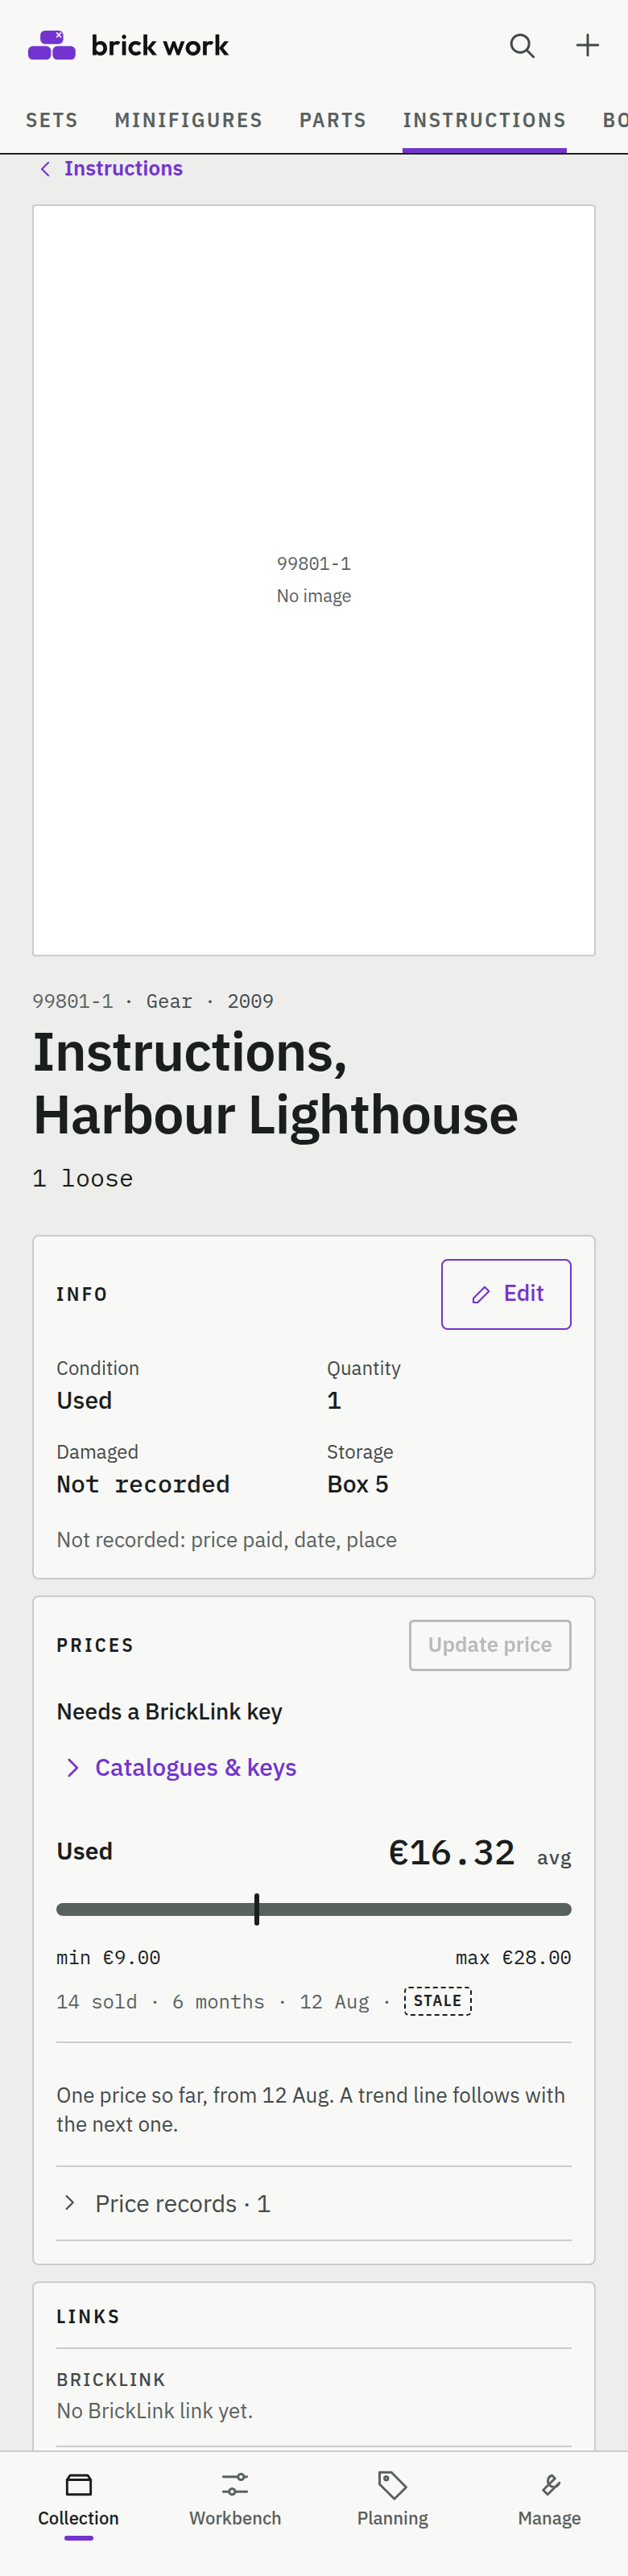 brick work
SETS MINIFIGURES PARTS INSTRUCTIONS
Instructions
99801-1
No image
99801-1 · Gear · 2009
Instructions,
Harbour Lighthouse
1 loose
INFO Edit
Condition Quantity
Used 1
Damaged Storage
Not recorded Box 5
Not recorded: price paid, date, place
PRICES Update price
Needs a BrickLink key
Catalogues & keys
Used €16.32 avg
min €9.00 max €28.00
14 sold · 6 months · 12 Aug · STALE
One price so far, from 12 Aug. A trend line follows with
the next one.
Price records · 1
LINKS
BRICKLINK
No BrickLink link yet.
Collection Workbench Planning Manage